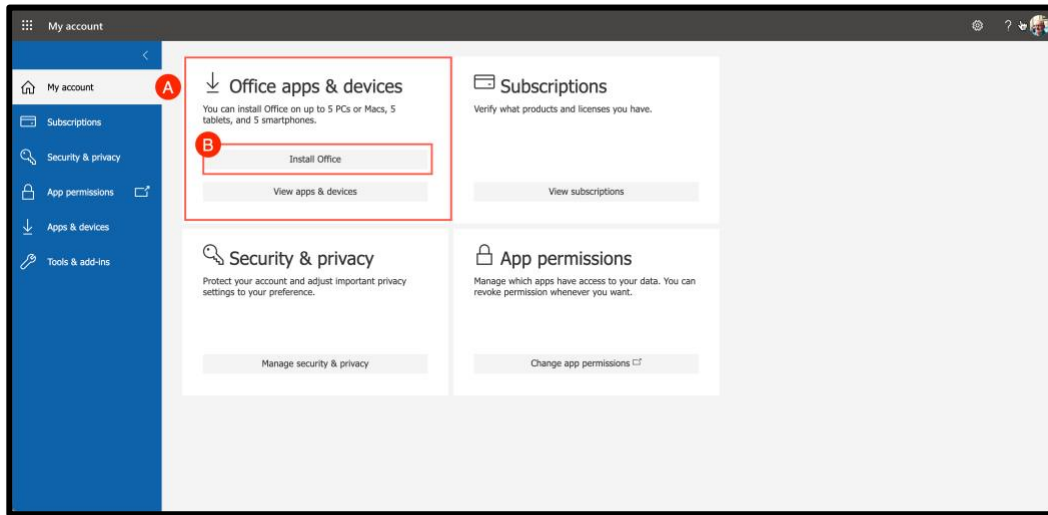 My account
?
My account
Subscriptions
Security & privacy
App permissions
Apps & devices
Tools & add-ins
A
Office apps & devices
You can install Office on up to 5 PCs or Macs, 5
tablets, and 5 smartphones.
B
Install Office
View apps & devices
Subscriptions
Verify what products and licenses you have.
View subscriptions
Security & privacy
Protect your account and adjust important privacy
settings to your preference.
Manage security & privacy
App permissions
Manage which apps have access to your data. You can
revoke permission whenever you want.
Change app permissions